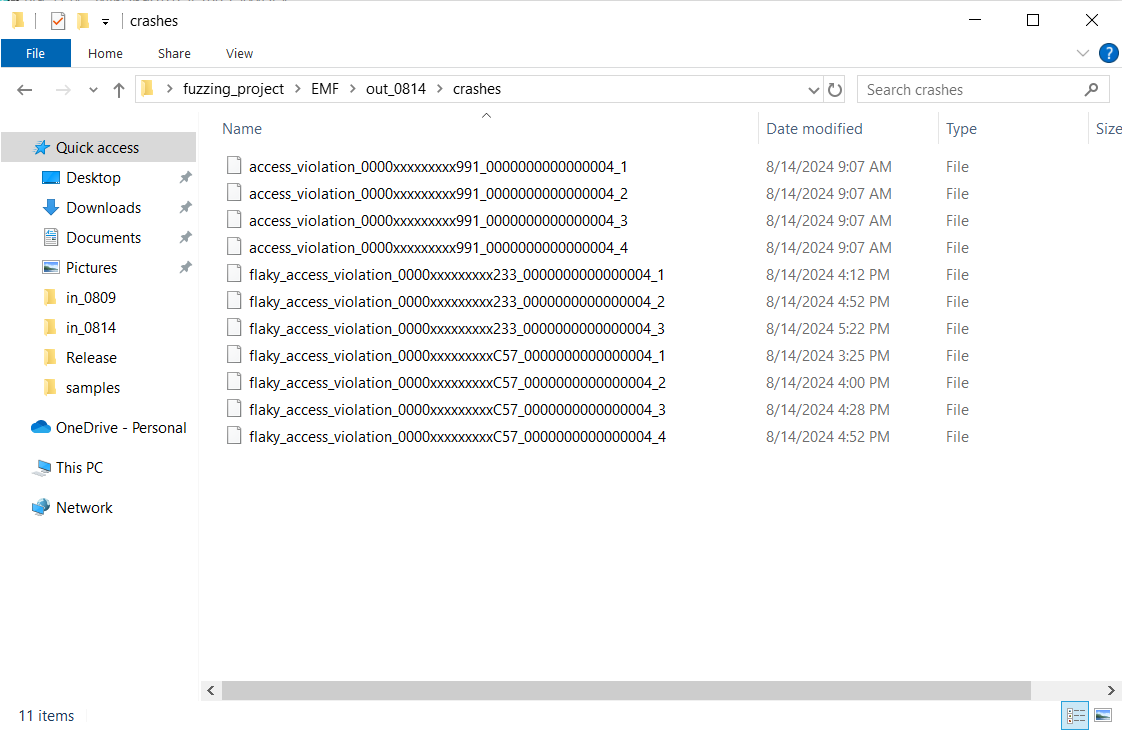 crashes
File Home Share View
fuzzing_project EMF out_0814 crashes
Search crashes
Name Date modified Type Size
Quick access
Desktop
Downloads
Documents
Pictures
in_0809
in_0814
Release
samples
OneDrive - Personal
This PC
Network
access_violation_0000xxxxxxxxx991_0000000000000004_1 8/14/2024 9:07 AM File
access_violation_0000xxxxxxxxx991_0000000000000004_2 8/14/2024 9:07 AM File
access_violation_0000xxxxxxxxx991_0000000000000004_3 8/14/2024 9:07 AM File
access_violation_0000xxxxxxxxx991_0000000000000004_4 8/14/2024 9:07 AM File
flaky_access_violation_0000xxxxxxxxx233_0000000000000004_1 8/14/2024 4:12 PM File
flaky_access_violation_0000xxxxxxxxx233_0000000000000004_2 8/14/2024 4:52 PM File
flaky_access_violation_0000xxxxxxxxx233_0000000000000004_3 8/14/2024 5:22 PM File
flaky_access_violation_0000xxxxxxxxxC57_0000000000000004_1 8/14/2024 3:25 PM File
flaky_access_violation_0000xxxxxxxxxC57_0000000000000004_2 8/14/2024 4:00 PM File
flaky_access_violation_0000xxxxxxxxxC57_0000000000000004_3 8/14/2024 4:28 PM File
flaky_access_violation_0000xxxxxxxxxC57_0000000000000004_4 8/14/2024 4:52 PM File
11 items